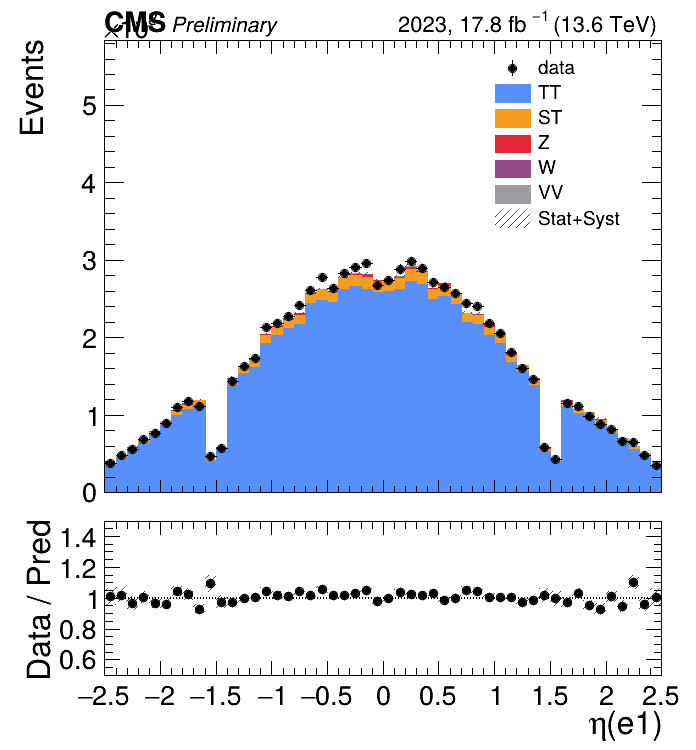 CMS Preliminary 2023, 17.8 fb⁻¹ (13.6 TeV)
Events
data
TT
ST
Z
W
VV
Stat+Syst
5
4
3
2
1
0
Data / Pred
1.4
1.2
1
0.8
0.6
−2.5 −2 −1.5 −1 −0.5 0 0.5 1 1.5 2 2.5
η(e1)